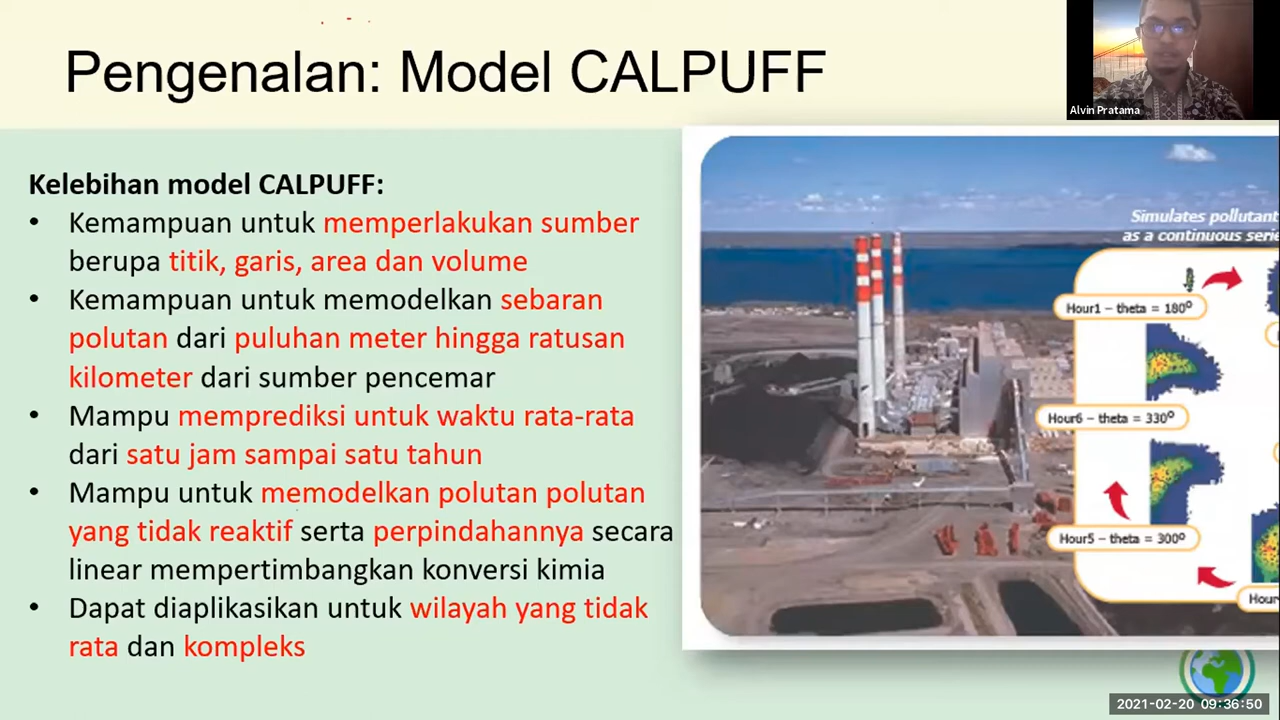 Pengenalan: Model CALPUFF
Alvin Pratama
Kelebihan model CALPUFF:
• Kemampuan untuk memperlakukan sumber
berupa titik, garis, area dan volume
• Kemampuan untuk memodelkan sebaran
polutan dari puluhan meter hingga ratusan
kilometer dari sumber pencemar
• Mampu memprediksi untuk waktu rata-rata
dari satu jam sampai satu tahun
• Mampu untuk memodelkan polutan polutan
yang tidak reaktif serta perpindahannya secara
linear mempertimbangkan konversi kimia
• Dapat diaplikasikan untuk wilayah yang tidak
rata dan kompleks
Simulates pollutant
as a continuous serie
Hour1 – theta = 180⁰
Hour6 – theta = 330⁰
Hour5 – theta = 300⁰
Hour
2021-02-20 09:36:50